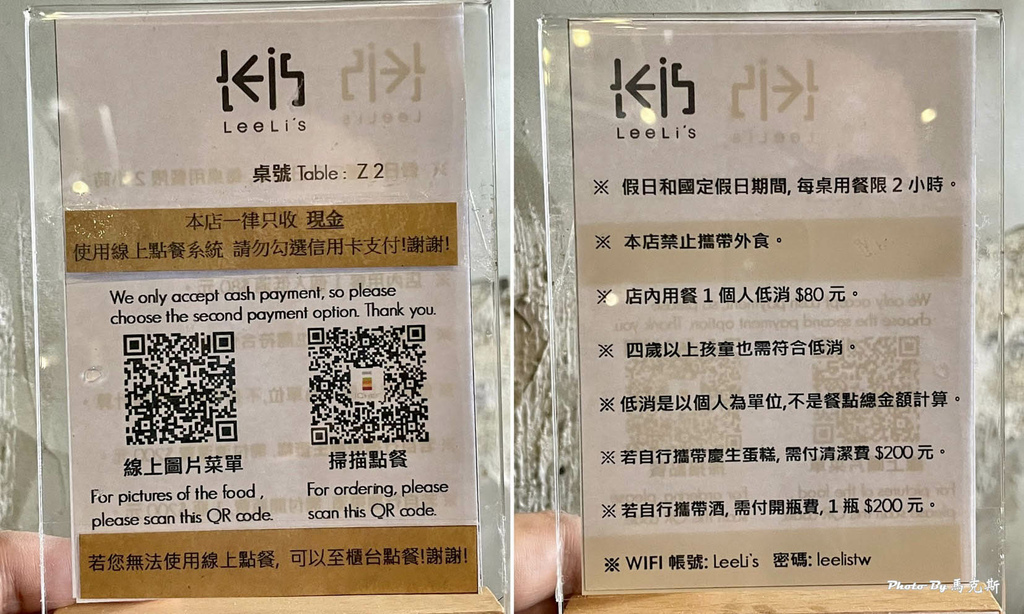 LeeLi's
桌號 Table : Z 2
本店一律只收 現金
使用線上點餐系統 請勿勾選信用卡支付!謝謝!
We only accept cash payment, so please
choose the second payment option. Thank you.
線上圖片菜單
For pictures of the food ,
please scan this QR code.
掃描點餐
For ordering, please
scan this QR code.
若您無法使用線上點餐, 可以至櫃台點餐!謝謝!
LeeLi's
※ 假日和國定假日期間, 每桌用餐限 2 小時。
※ 本店禁止攜帶外食。
※ 店內用餐 1 個人低消 $80 元。
※ 四歲以上孩童也需符合低消。
※ 低消是以個人為單位,不是餐點總金額計算。
※ 若自行攜帶慶生蛋糕, 需付清潔費 $200 元。
※ 若自行攜帶酒, 需付開瓶費, 1 瓶 $200 元。
※ WIFI 帳號: LeeLi's 密碼: leelistw
Photo By 馬克斯